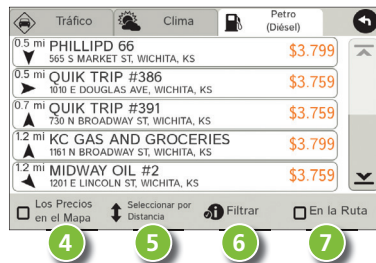 Tráfico
Clima
Petro
(Diésel)
0.5 mi PHILLIPD 66 $3.799
565 S MARKET ST, WICHITA, KS
0.5 mi QUIK TRIP #386 $3.759
1010 E DOUGLAS AVE, WICHITA, KS
0.7 mi QUIK TRIP #391 $3.759
730 N BROADWAY ST, WICHITA, KS
1.2 mi KC GAS AND GROCERIES $3.799
1161 N BROADWAY ST, WICHITA, KS
1.2 mi MIDWAY OIL #2 $3.759
1201 E LINCOLN ST, WICHITA, KS
Los Precios
en el Mapa
Seleccionar por
Distancia
Filtrar
En la Ruta
4 5 6 7